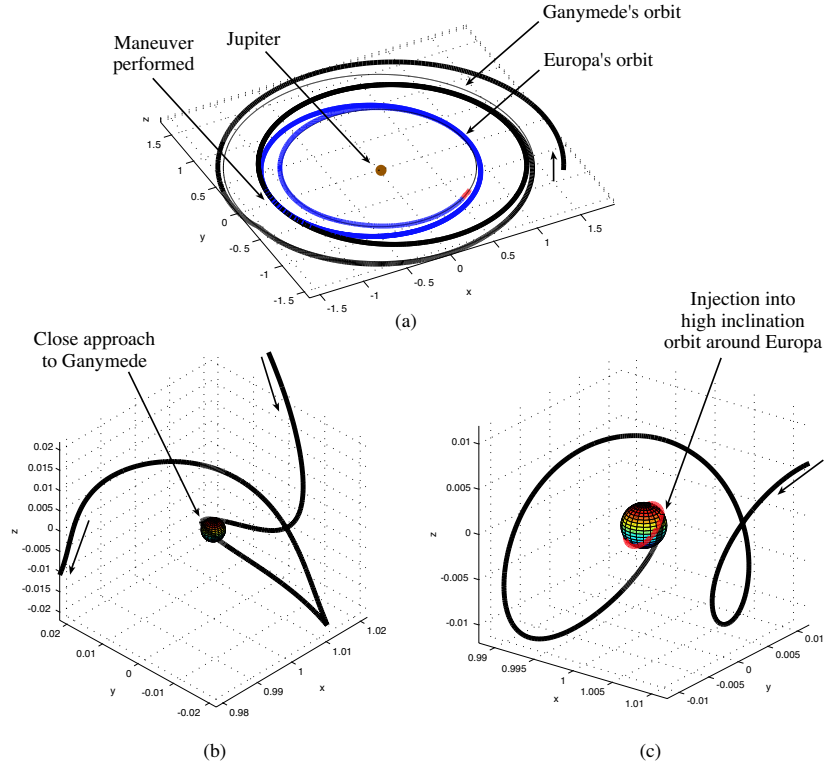 Ganymede's orbit
Maneuver
performed
Jupiter
Europa's orbit
z
1.5
1
0.5
0
-0. 5
-1
-1. 5
y
-1. 5
-1
-0. 5
0
0.5
1
1.5
x
(a)
Close approach
to Ganymede
0.02
0.015
0.01
0.005
0
-0.005
-0.01
-0.015
-0.02
z
0.02
0.01
0
-0.01
-0.02
y
0.98
0.99
1
1.01
1.02
x
(b)
Injection into
high inclination
orbit around Europa
0.01
0.005
0
-0.005
-0.01
z
0.99
0.995
1
1.005
1.01
x
-0.01
-0.005
0
0.005
0.01
y
(c)